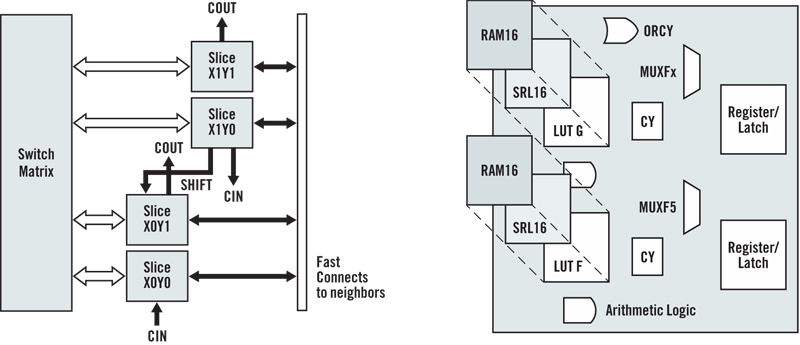 COUT
Slice
X1Y1
Slice
X1Y0
Switch
Matrix
COUT
SHIFT
CIN
Slice
X0Y1
Slice
X0Y0
CIN
Fast
Connects
to neighbors
RAM16
ORCY
MUXFx
SRL16
LUT G
CY
Register/
Latch
RAM16
SRL16
LUT F
MUXF5
CY
Register/
Latch
Arithmetic Logic